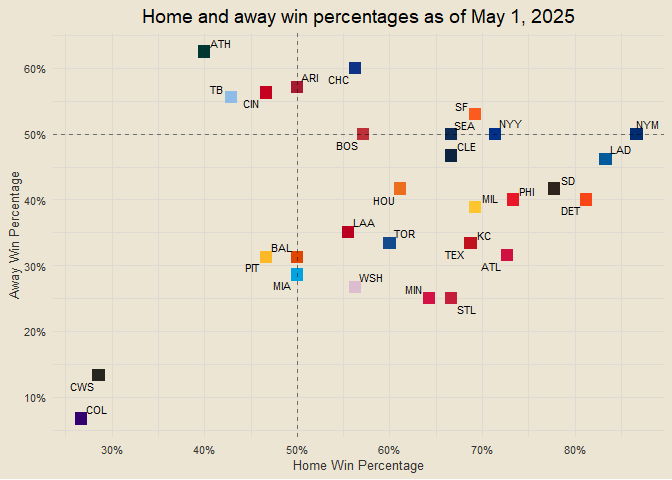 Home and away win percentages as of May 1, 2025
Away Win Percentage
60%
50%
40%
30%
20%
10%
ATH
TB
CIN
ARI
CHC
SF
SEA
NYY
NYM
BOS
CLE
LAD
HOU
MIL
PHI
SD
DET
LAA
TOR
KC
TEX
ATL
BAL
PIT
MIA
WSH
MIN
STL
CWS
COL
30%
40%
50%
60%
70%
80%
Home Win Percentage